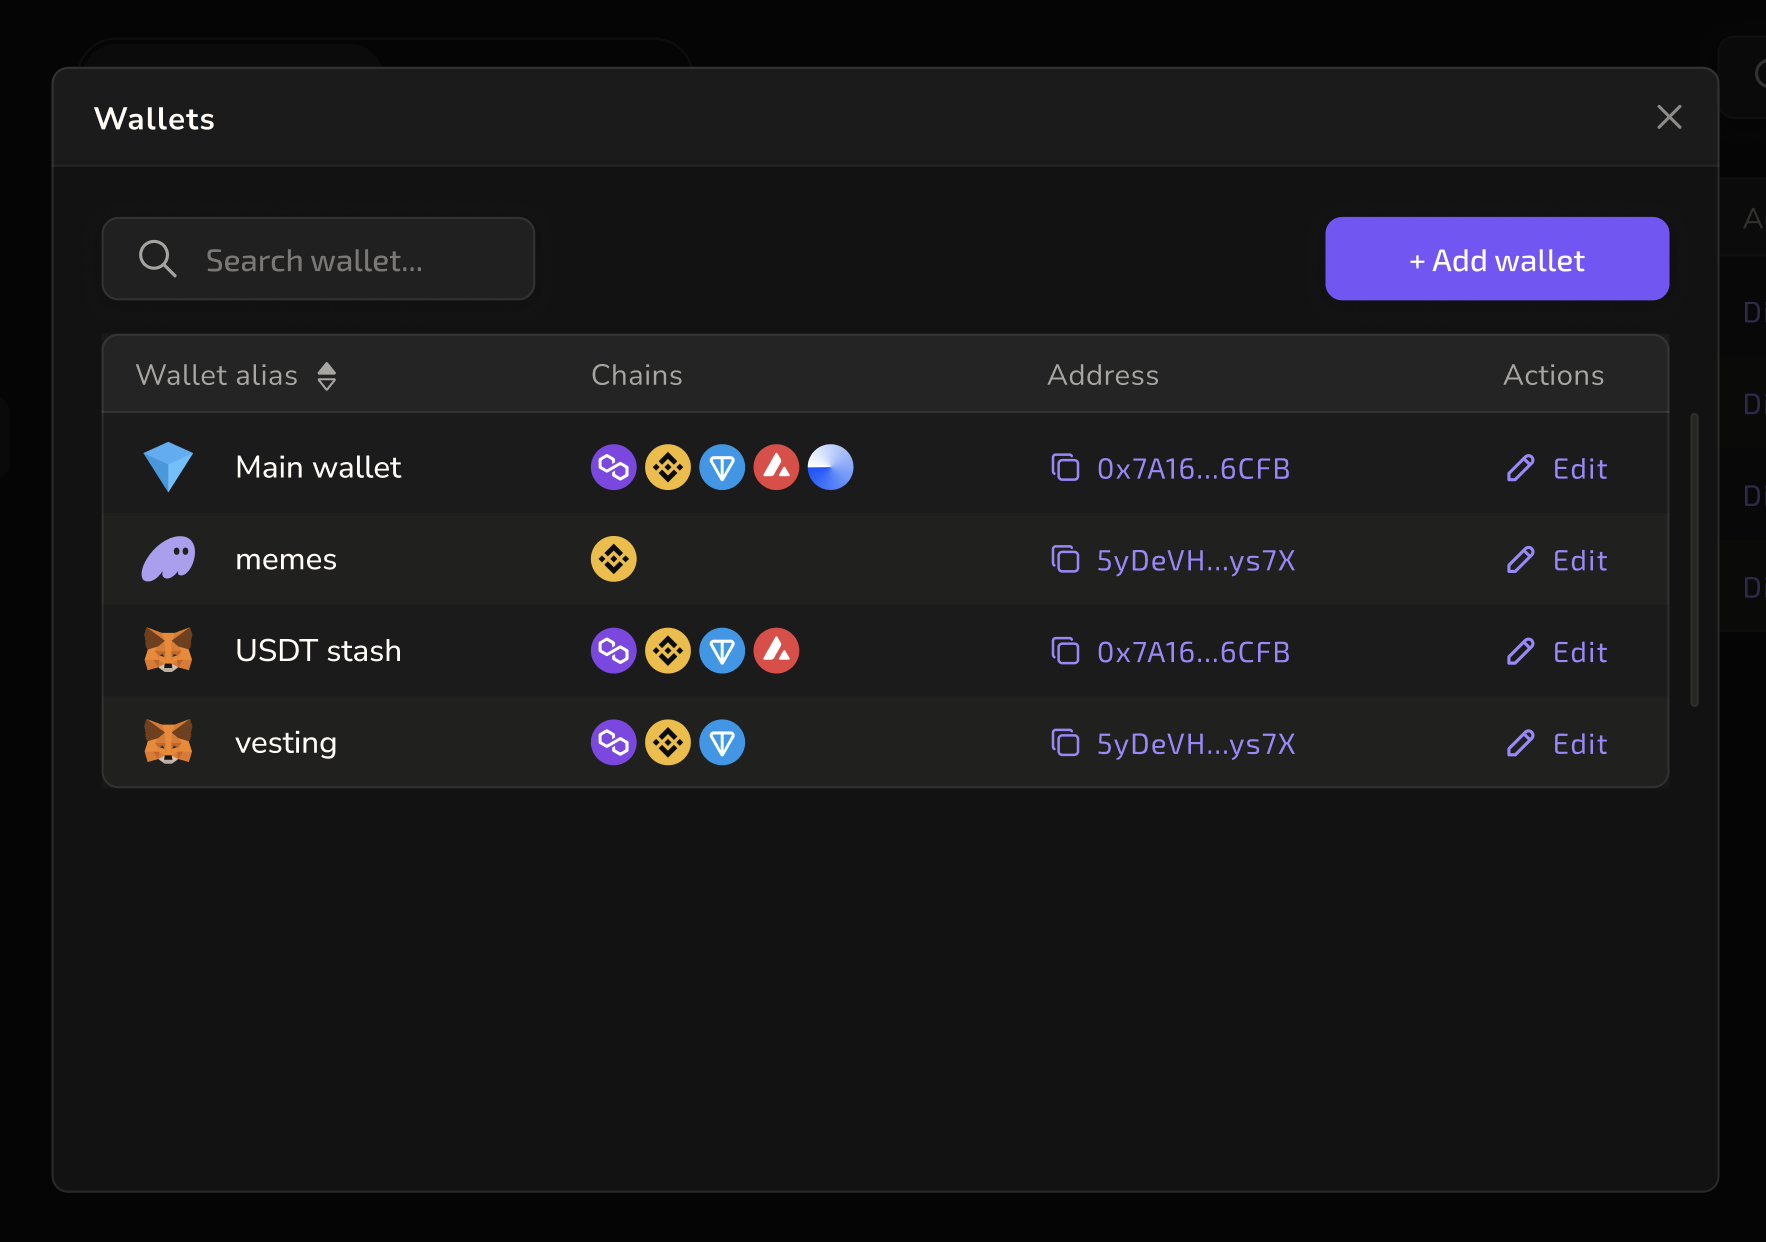 Wallets
Search wallet...
+ Add wallet
Wallet alias Chains Address Actions
Main wallet 0x7A16...6CFB Edit
memes 5yDeVH...ys7X Edit
USDT stash 0x7A16...6CFB Edit
vesting 5yDeVH...ys7X Edit